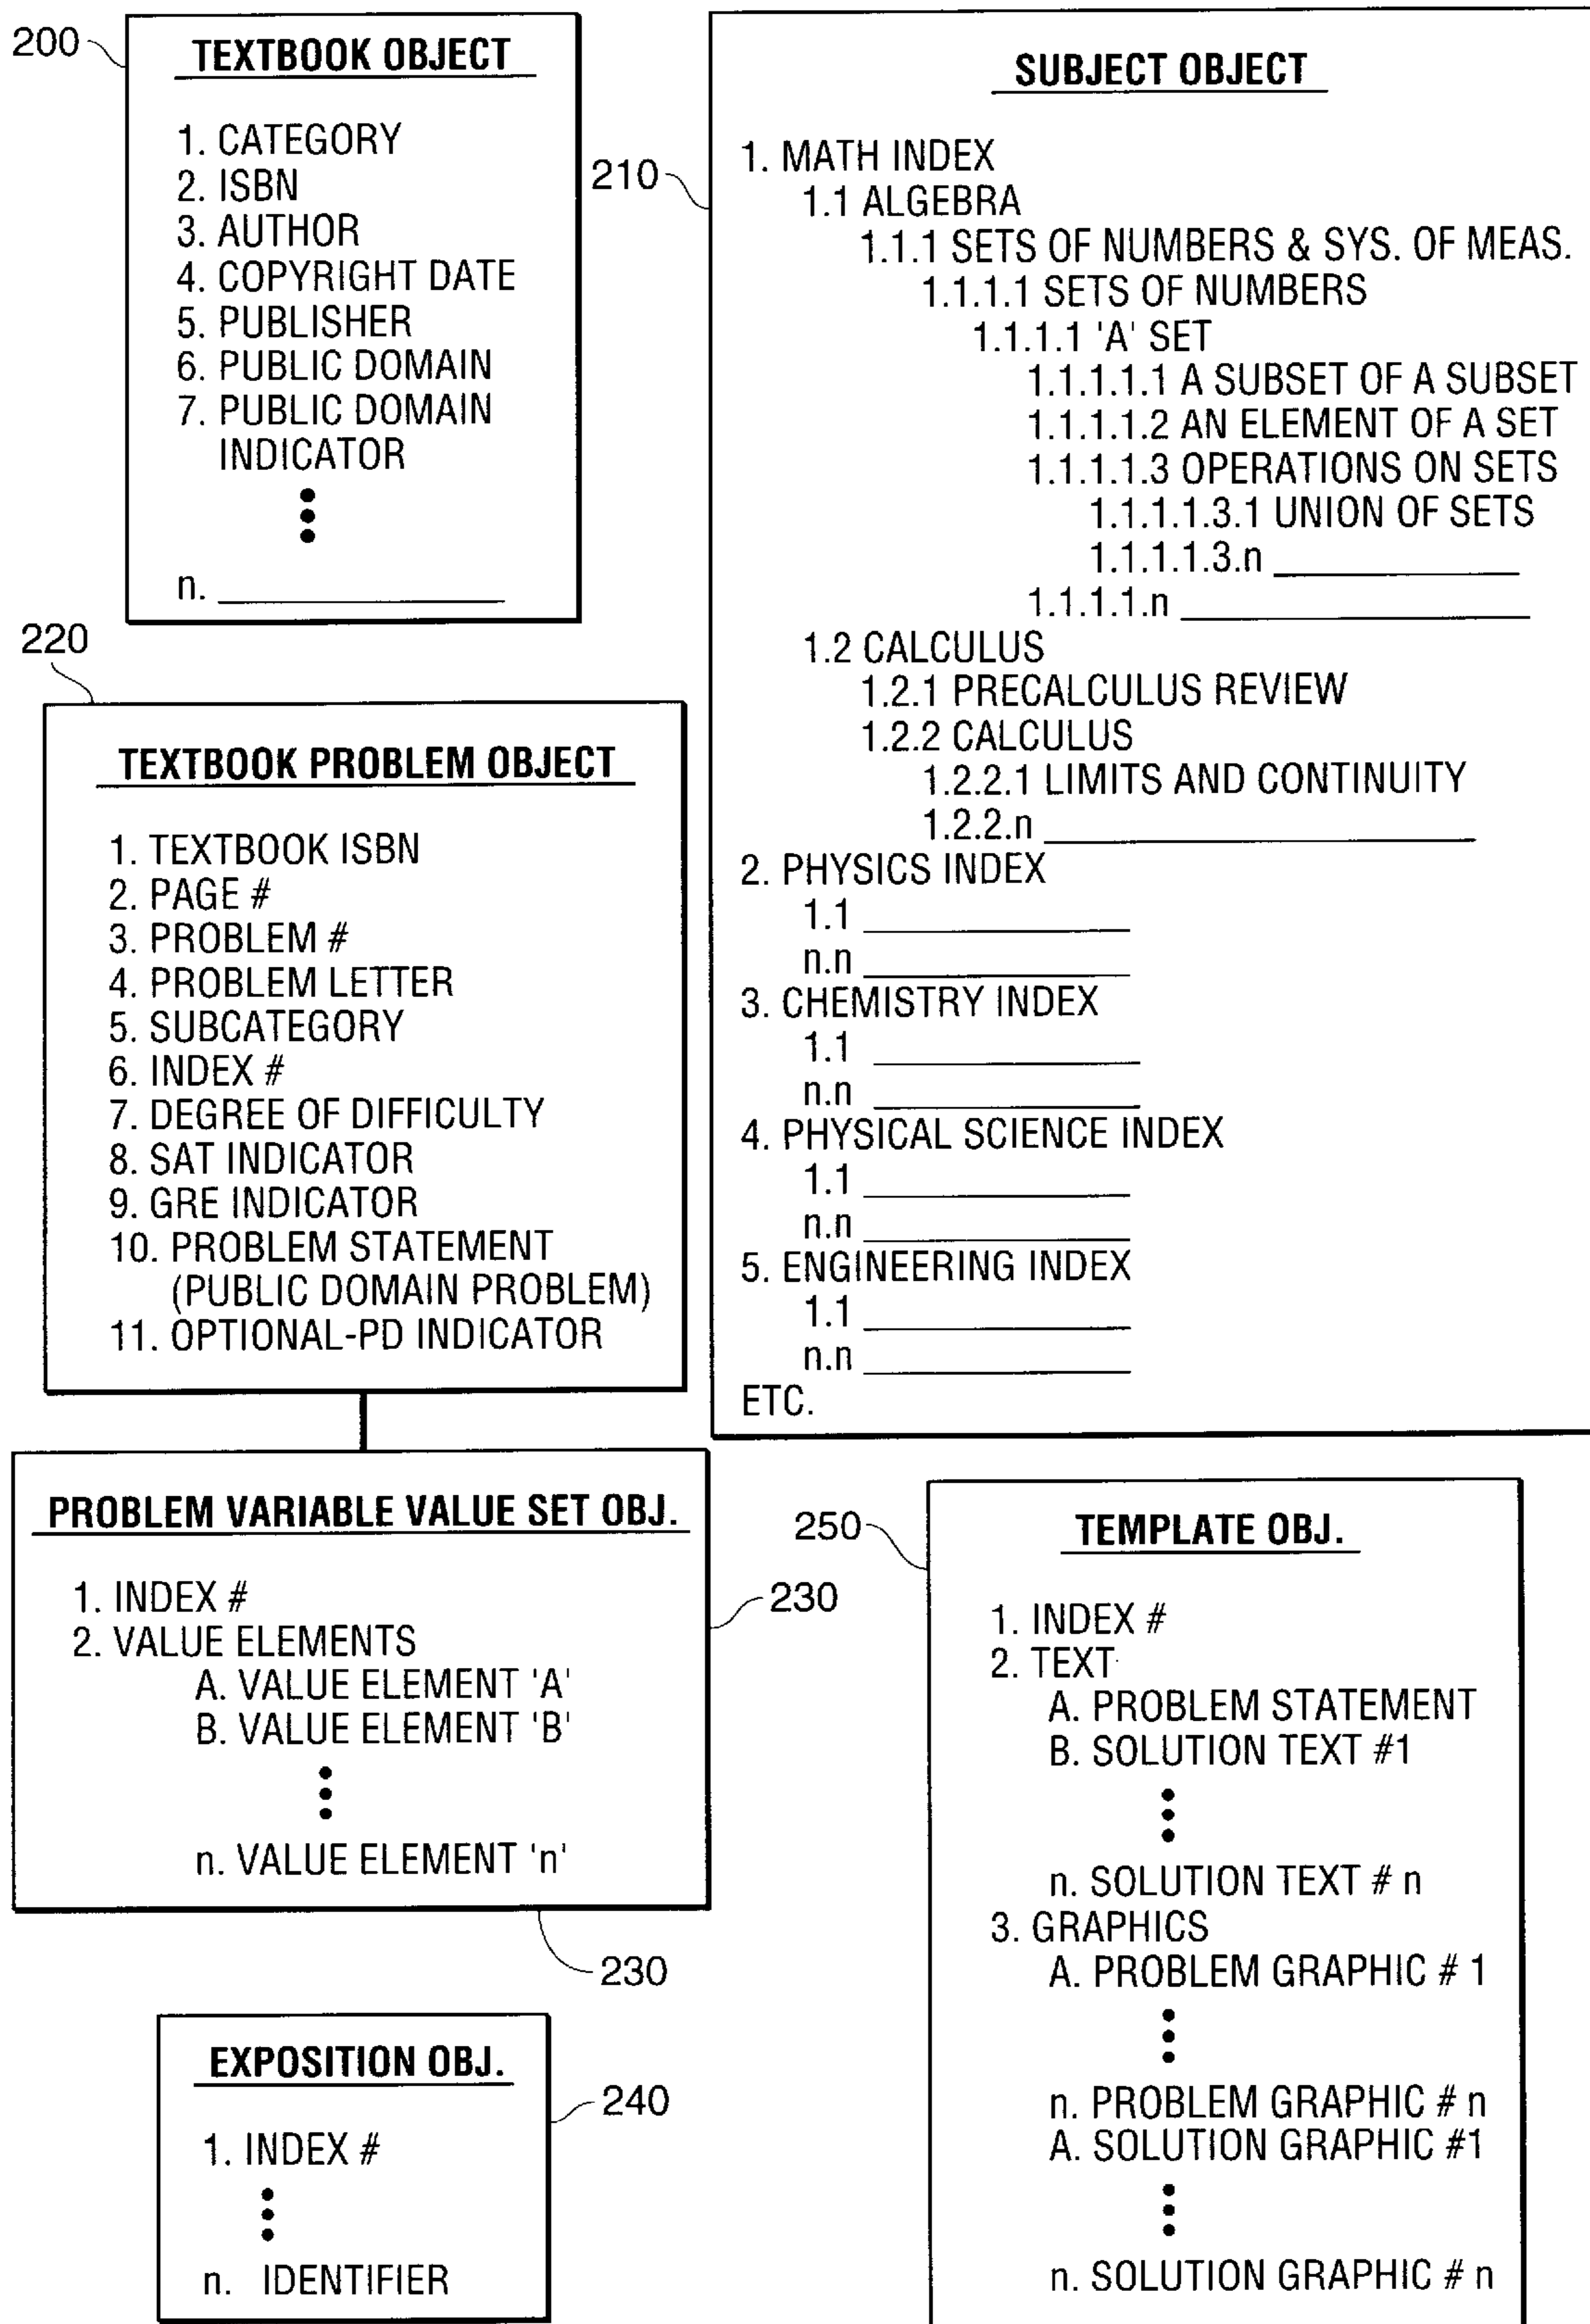 200
TEXTBOOK OBJECT
1. CATEGORY
2. ISBN
3. AUTHOR
4. COPYRIGHT DATE
5. PUBLISHER
6. PUBLIC DOMAIN
7. PUBLIC DOMAIN
INDICATOR
n.
210
SUBJECT OBJECT
1. MATH INDEX
1.1 ALGEBRA
1.1.1 SETS OF NUMBERS & SYS. OF MEAS.
1.1.1.1 SETS OF NUMBERS
1.1.1.1 'A' SET
1.1.1.1.1 A SUBSET OF A SUBSET
1.1.1.1.2 AN ELEMENT OF A SET
1.1.1.1.3 OPERATIONS ON SETS
1.1.1.1.3.1 UNION OF SETS
1.1.1.1.3.n
1.1.1.1.n
1.2 CALCULUS
1.2.1 PRECALCULUS REVIEW
1.2.2 CALCULUS
1.2.2.1 LIMITS AND CONTINUITY
1.2.2.n
2. PHYSICS INDEX
1.1
n.n
3. CHEMISTRY INDEX
1.1
n.n
4. PHYSICAL SCIENCE INDEX
1.1
n.n
5. ENGINEERING INDEX
1.1
n.n
ETC.
220
TEXTBOOK PROBLEM OBJECT
1. TEXTBOOK ISBN
2. PAGE #
3. PROBLEM #
4. PROBLEM LETTER
5. SUBCATEGORY
6. INDEX #
7. DEGREE OF DIFFICULTY
8. SAT INDICATOR
9. GRE INDICATOR
10. PROBLEM STATEMENT
(PUBLIC DOMAIN PROBLEM)
11. OPTIONAL-PD INDICATOR
PROBLEM VARIABLE VALUE SET OBJ.
1. INDEX #
2. VALUE ELEMENTS
A. VALUE ELEMENT 'A'
B. VALUE ELEMENT 'B'
n. VALUE ELEMENT 'n'
230
230
EXPOSITION OBJ.
1. INDEX #
n. IDENTIFIER
240
250
TEMPLATE OBJ.
1. INDEX #
2. TEXT
A. PROBLEM STATEMENT
B. SOLUTION TEXT #1
n. SOLUTION TEXT # n
3. GRAPHICS
A. PROBLEM GRAPHIC # 1
n. PROBLEM GRAPHIC # n
A. SOLUTION GRAPHIC #1
n. SOLUTION GRAPHIC # n